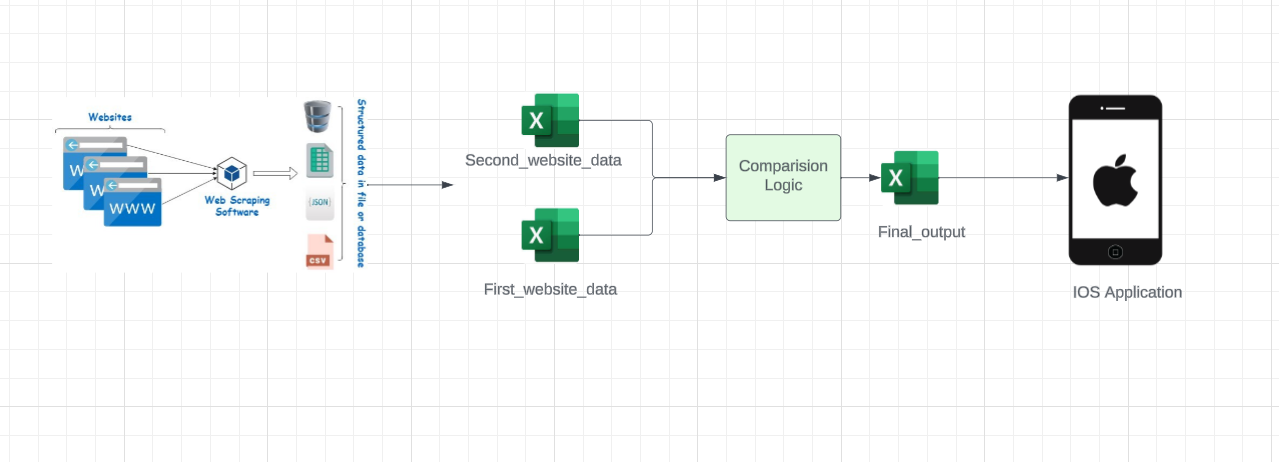 Websites
W
W
WWW
Web Scraping
Software
{JSON}
CSV
Structured data in file or database
X
Second_website_data
X
First_website_data
Comparision
Logic
X
Final_output
IOS Application